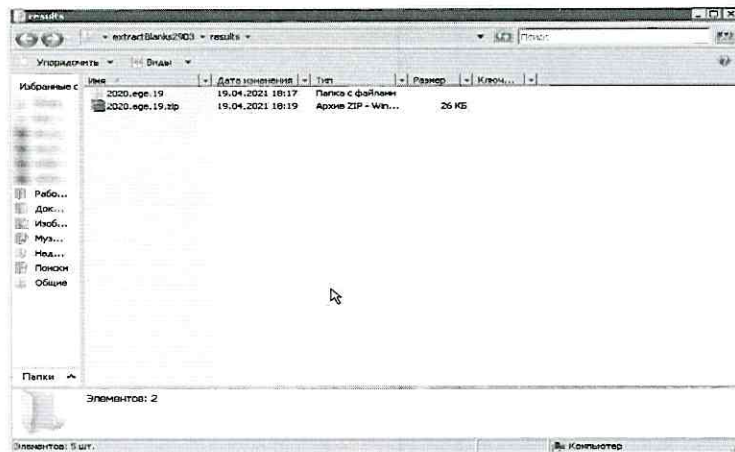 results
extractBlanks2903 results
Поиск
Упорядочить Виды
Избранные с
Имя Дата изменения Тип Размер Ключ...
2020.ege.19 19.04.2021 18:17 Папка с файлами
2020.ege.19.zip 19.04.2021 18:19 Архив ZIP - Win... 26 КБ
Рабо...
Док...
Изоб...
Муз...
Нед...
Поиски
Общие
Папки
Элементов: 2
Элементов: 5 шт.
Компьютер